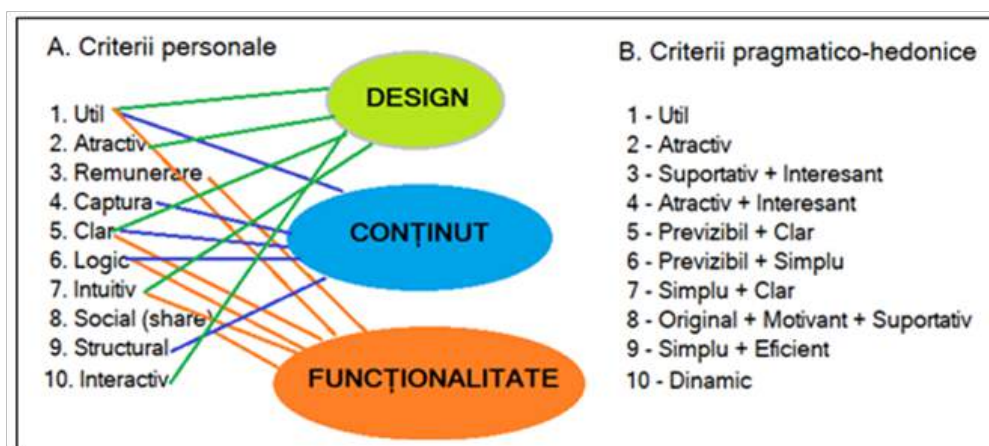 A. Criterii personale
1. Util
2. Atractiv
3. Remunerare
4. Captura
5. Clar
6. Logic
7. Intuitiv
8. Social (share)
9. Structural
10. Interactiv
DESIGN
CONȚINUT
FUNCȚIONALITATE
B. Criterii pragmatico-hedonice
1 - Util
2 - Atractiv
3 - Suportativ + Interesant
4 - Atractiv + Interesant
5 - Previzibil + Clar
6 - Previzibil + Simplu
7 - Simplu + Clar
8 - Original + Motivant + Suportativ
9 - Simplu + Eficient
10 - Dinamic